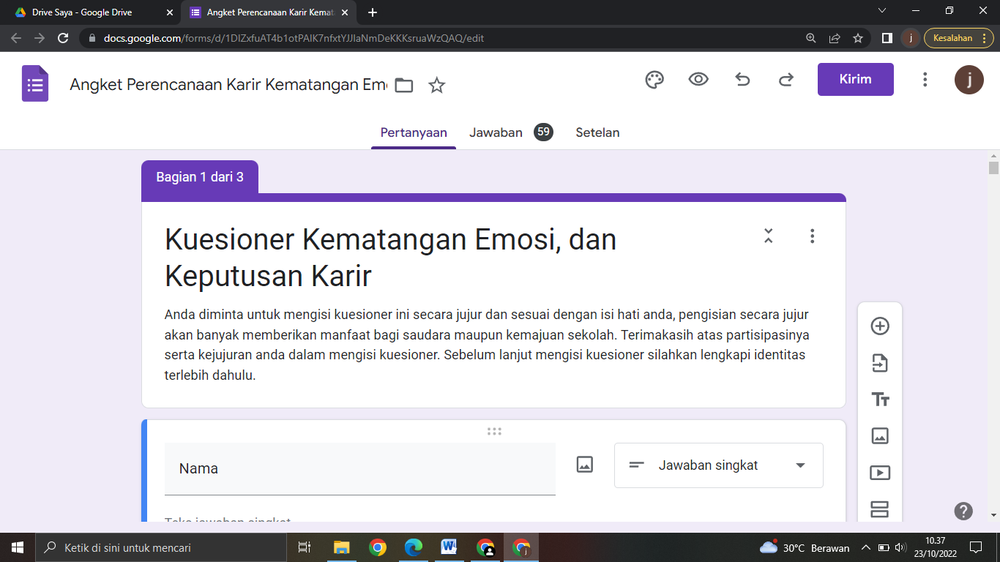 Drive Saya - Google Drive
Angket Perencanaan Karir Kemat
docs.google.com/forms/d/1DIZxfuAT4b1otPAIK7nfxtYJJIaNmDeKKKsruaWzQAQ/edit
j
Kesalahan
Angket Perencanaan Karir Kematangan Em
Kirim
j
Pertanyaan
Jawaban
59
Setelan
Bagian 1 dari 3
Kuesioner Kematangan Emosi, dan
Keputusan Karir
Anda diminta untuk mengisi kuesioner ini secara jujur dan sesuai dengan isi hati anda, pengisian secara jujur
akan banyak memberikan manfaat bagi saudara maupun kemajuan sekolah. Terimakasih atas partisipasinya
serta kejujuran anda dalam mengisi kuesioner. Sebelum lanjut mengisi kuesioner silahkan lengkapi identitas
terlebih dahulu.
Nama
Jawaban singkat
Teks jawaban singkat
Ketik di sini untuk mencari
30°C Berawan
10.37
23/10/2022